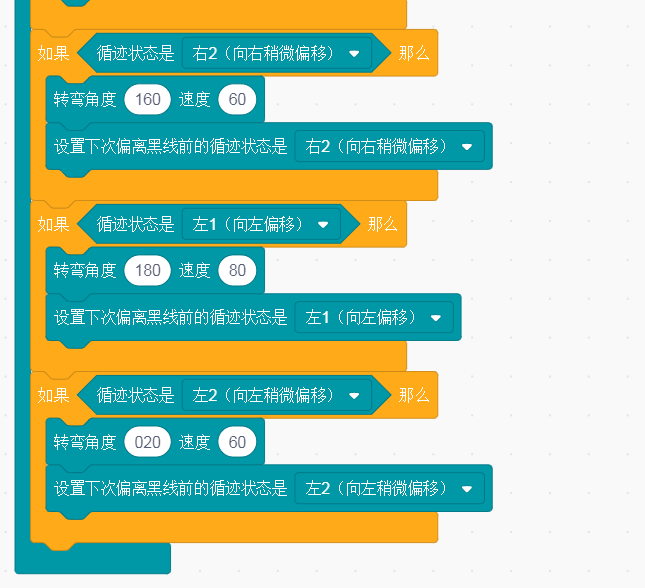 如果 循迹状态是 右2（向右稍微偏移） 那么
转弯角度 160 速度 60
设置下次偏离黑线前的循迹状态是 右2（向右稍微偏移）
如果 循迹状态是 左1（向左偏移） 那么
转弯角度 180 速度 80
设置下次偏离黑线前的循迹状态是 左1（向左偏移）
如果 循迹状态是 左2（向左稍微偏移） 那么
转弯角度 020 速度 60
设置下次偏离黑线前的循迹状态是 左2（向左稍微偏移）